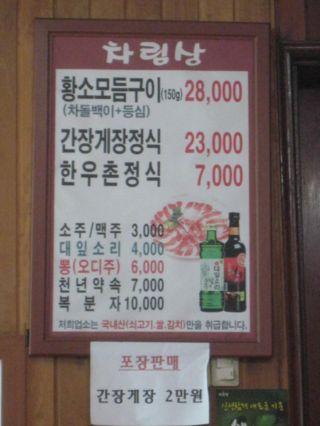 차림상
황소모듬구이(150g) 28,000
(차돌백이+등심)
간장게장정식 23,000
한우촌정식 7,000
소주/맥주 3,000
대잎소리 4,000
뽕(오디주) 6,000
천년약속 7,000
복분자 10,000
저희업소는 국내산(쇠고기.쌀.김치)만을 취급합니다.
대잎소리
포장판매
간장게장 2만원